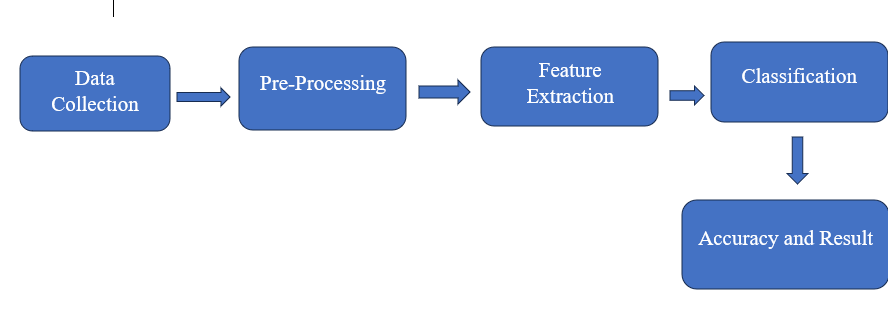 Data
Collection
Pre-Processing
Feature
Extraction
Classification
Accuracy and Result